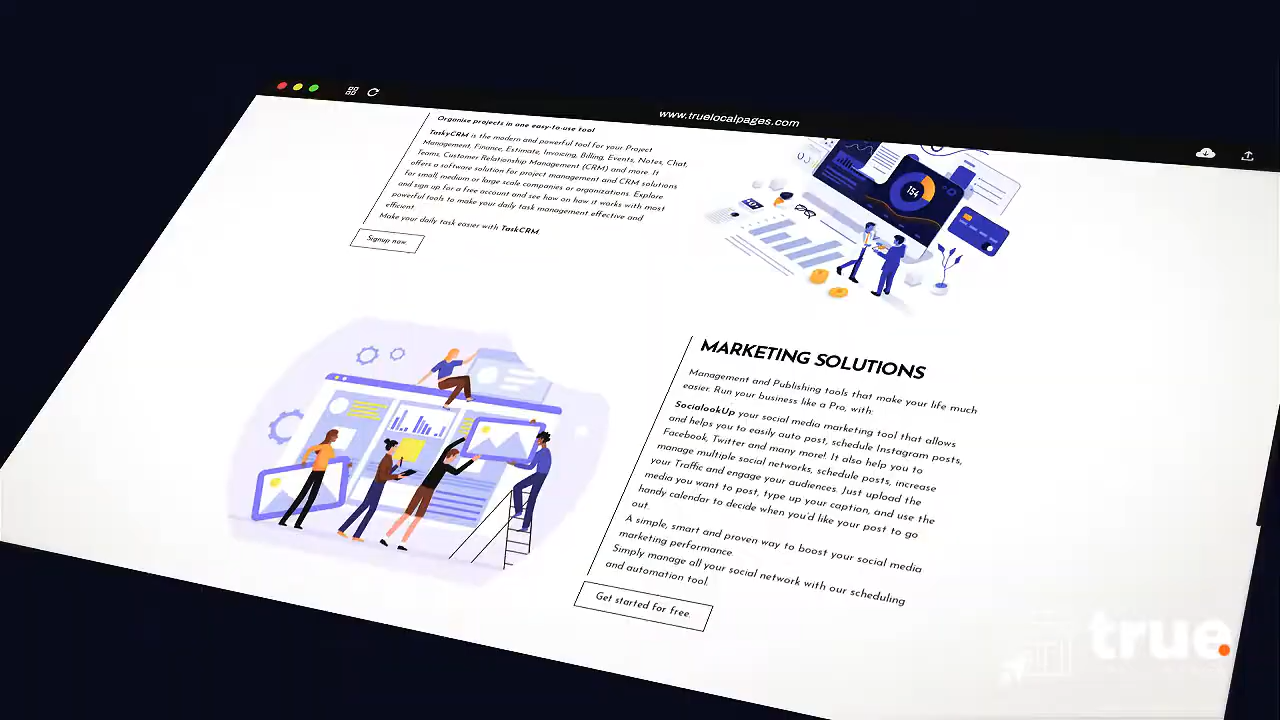 www.truelocalpages.com
Organise projects in one easy-to-use tool
TaskyCRM is the modern and powerful tool for your Project
Management, Finance, Estimate, Invoicing, Billing, Events, Notes, Chat,
Teams, Customer Relationship Management (CRM) and more. It
offers a software solution for project management and CRM solutions
for small medium or large scale companies or organizations. Explore
and sign up for a free account and see how on how it works with most
powerful tools to make your daily task management effective and
efficient.
Make your daily task easier with TaskCRM.
Signup now
154
MARKETING SOLUTIONS
Management and Publishing tools that make your life much
easier. Run your business like a Pro, with:
SocialookUp your social media marketing tool that allows
and helps you to easily auto post, schedule Instagram posts,
Facebook, Twitter and many more! It also help you to
manage multiple social networks, schedule posts, increase
your Traffic and engage your audiences. Just upload the
media you want to post, type up your caption, and use the
handy calendar to decide when you'd like your post to go
out.
A simple, smart and proven way to boost your social media
marketing performance.
Simply manage all your social network with our scheduling
and automation tool.
Get started for free.
true.